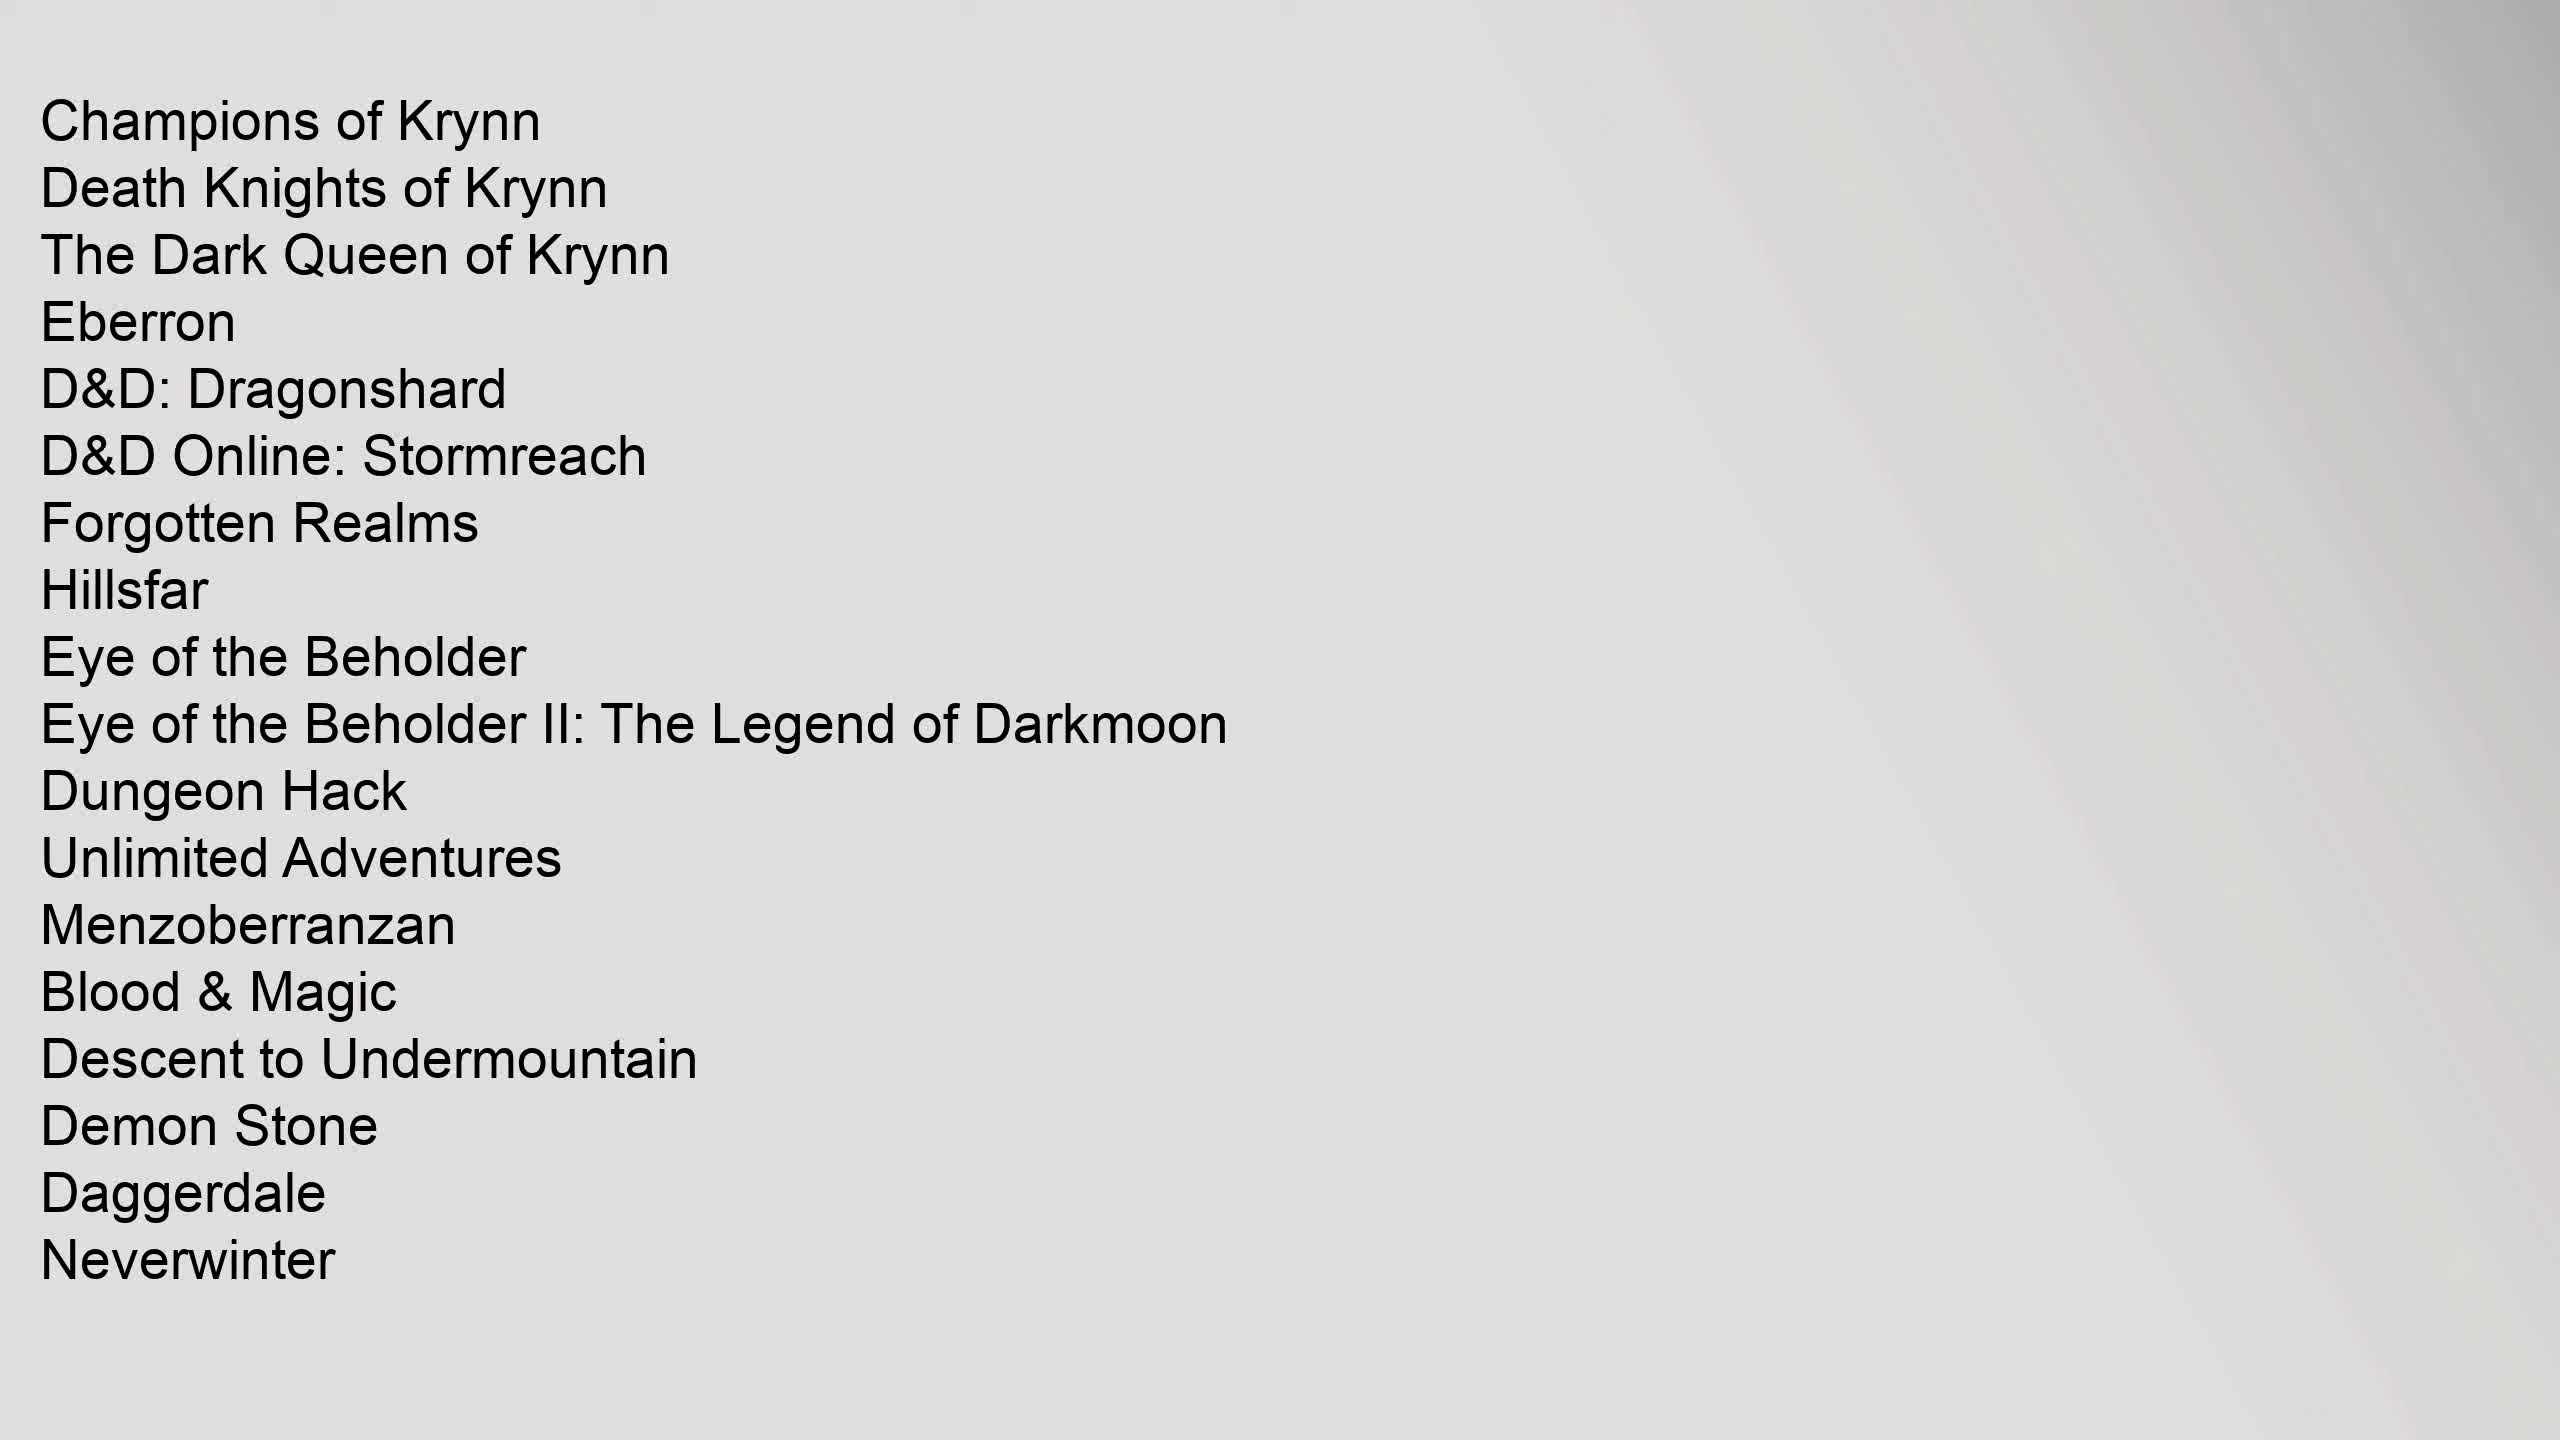 Champions of Krynn
Death Knights of Krynn
The Dark Queen of Krynn
Eberron
D&D: Dragonshard
D&D Online: Stormreach
Forgotten Realms
Hillsfar
Eye of the Beholder
Eye of the Beholder II: The Legend of Darkmoon
Dungeon Hack
Unlimited Adventures
Menzoberranzan
Blood & Magic
Descent to Undermountain
Demon Stone
Daggerdale
Neverwinter